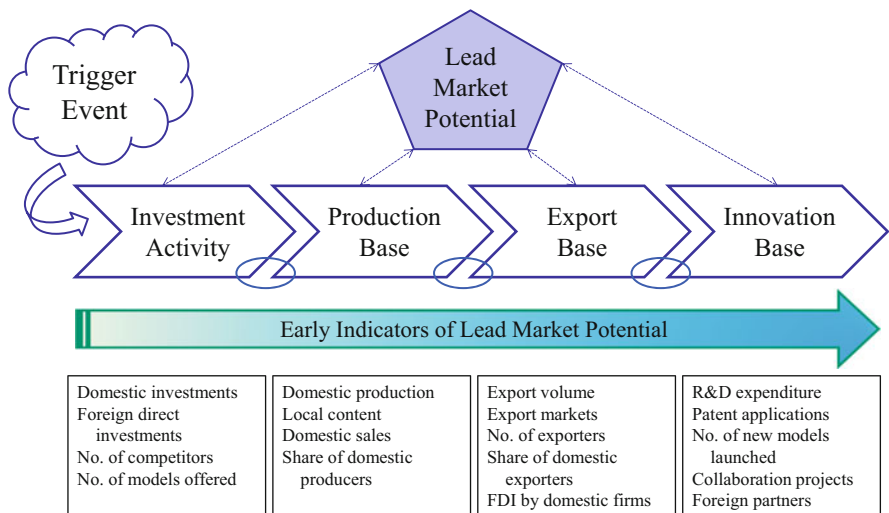 Trigger
Event
Lead
Market
Potential
Investment
Activity
Production
Base
Export
Base
Innovation
Base
Early Indicators of Lead Market Potential
Domestic investments
Foreign direct
investments
No. of competitors
No. of models offered
Domestic production
Local content
Domestic sales
Share of domestic
producers
Export volume
Export markets
No. of exporters
Share of domestic
exporters
FDI by domestic firms
R&D expenditure
Patent applications
No. of new models
launched
Collaboration projects
Foreign partners